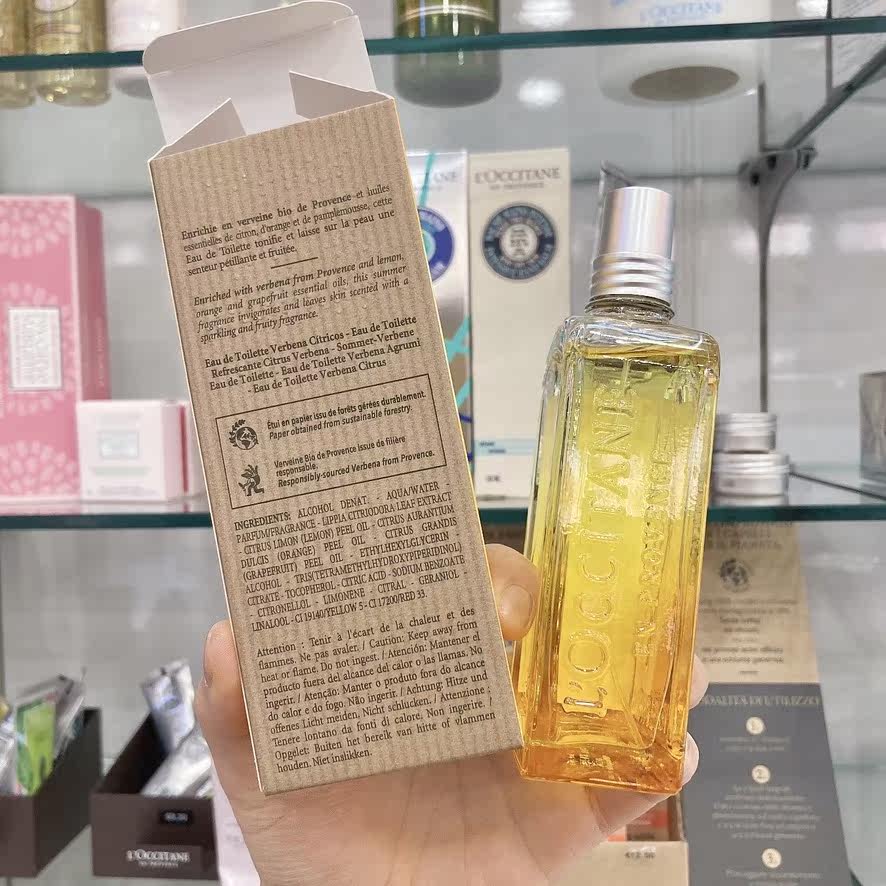 Enrichie en verveine bio de Provence et huiles
essentielles de citron, d'orange et de pamplemousse, cette
Eau de Toilette tonifie et laisse sur la peau une
senteur pétillante et fruitée.
Enriched with verbena from Provence and lemon,
orange and grapefruit essential oils, this summer
fragrance invigorates and leaves skin scented with a
sparkling and fruity fragrance.
Eau de Toilette Verbena Cítricos - Eau de Toilette
Refrescante Citrus Verbena - Sommer-Verbene
Eau de Toilette - Eau de Toilette Verbena Agrumi
- Eau de Toilette Verbena Citrus
Étui en papier issu de forêts gérées durablement.
Paper obtained from sustainable forestry.
Verveine Bio de Provence issue de filière
responsable.
Responsibly-sourced Verbena from Provence.
INGREDIENTS: ALCOHOL DENAT. - AQUA/WATER
PARFUM/FRAGRANCE - LIPPIA CITRIODORA LEAF EXTRACT
- CITRUS LIMON (LEMON) PEEL OIL - CITRUS AURANTIUM
DULCIS (ORANGE) PEEL OIL - CITRUS GRANDIS
(GRAPEFRUIT) PEEL OIL - ETHYLHEXYLGLYCERIN
ALCOHOL - TRIS(TETRAMETHYLHYDROXYPIPERIDINOL)
CITRATE - TOCOPHEROL - CITRIC ACID - SODIUM BENZOATE
- CITRONELLOL - LIMONENE - CITRAL - GERANIOL -
LINALOOL - CI 19140/YELLOW 5 - CI 17200/RED 33.
Attention : Tenir à l'écart de la chaleur et des
flammes. Ne pas avaler. / Caution: Keep away from
heat or flame. Do not ingest. / Atención: Mantener el
producto fuera del alcance del calor o las llamas. No
ingerir. / Atenção: Manter o produto fora do alcance
do calor e do fogo. Não ingerir. / Achtung: Hitze und
offenes Licht meiden. Nicht schlucken. / Attenzione :
Tenere lontano da fonti di calore. Non ingerire. /
Opgelet: Buiten het bereik van hitte of vlammen
houden. Niet inslikken.
L'OCCITANE
EN PROVENCE
L'OCCITANE
EN PROVENCE
L'OCCITANE
1.
2.
3.